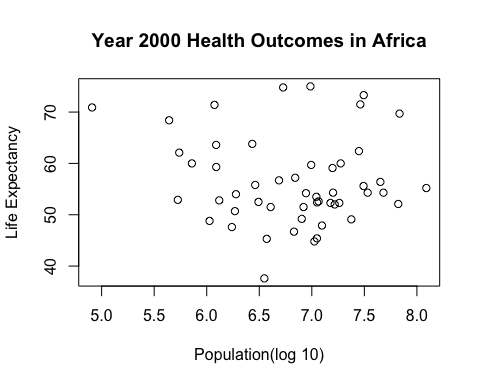 Year 2000 Health Outcomes in Africa
Life Expectancy
70
60
50
40
5.0 5.5 6.0 6.5 7.0 7.5 8.0
Population(log 10)